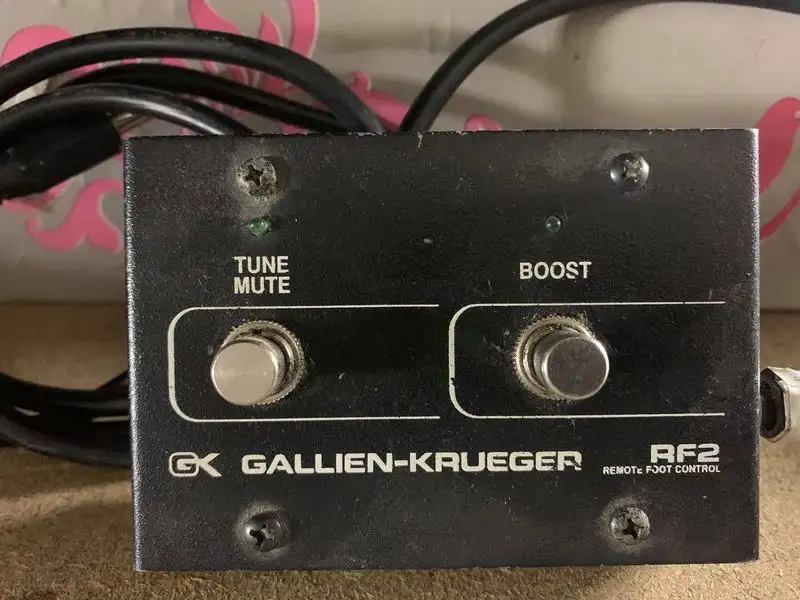 TUNE
MUTE
BOOST
GK GALLIEN-KRUEGER
RF2
REMOTE FOOT CONTROL